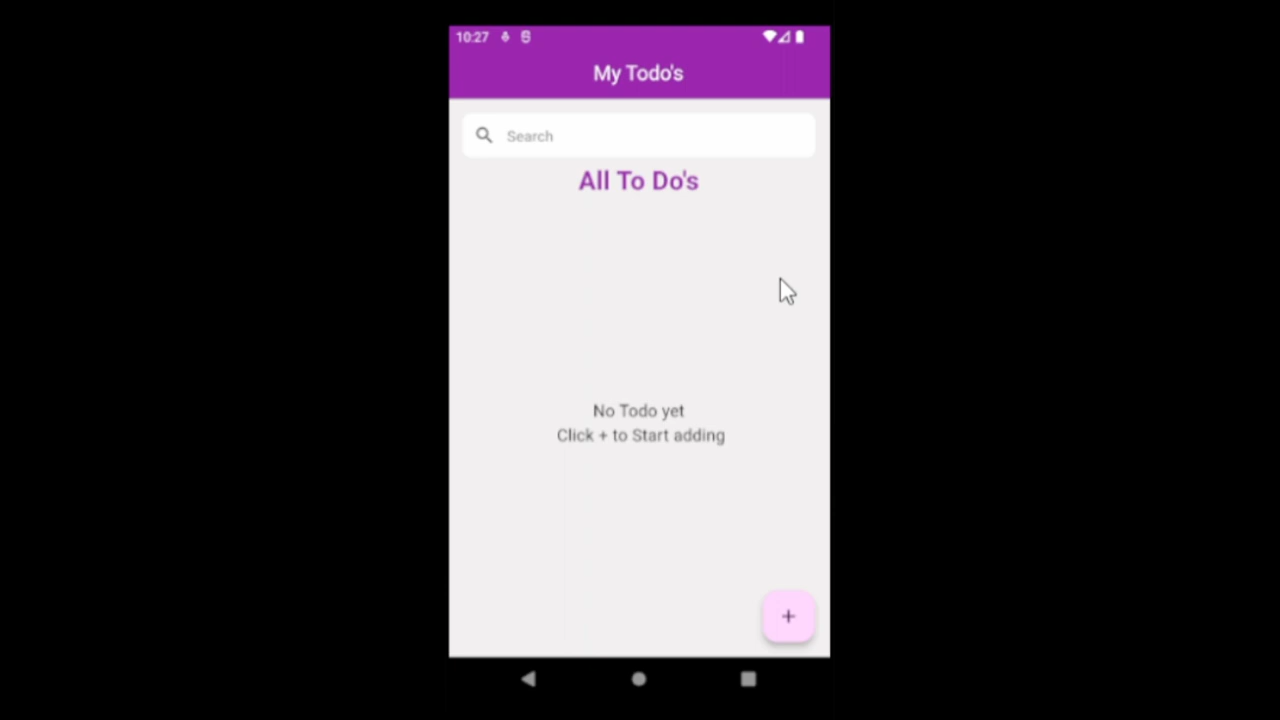 10:27
My Todo's
Search
All To Do's
No Todo yet
Click + to Start adding
+